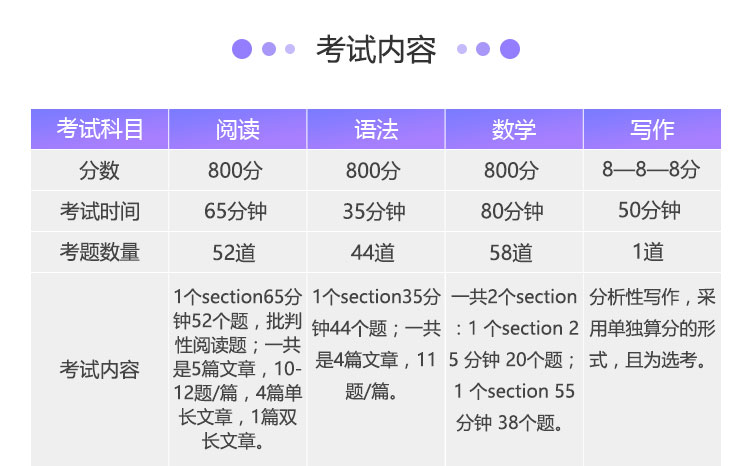 考试内容
考试科目 阅读 语法 数学 写作
分数 800分 800分 800分 8—8—8分
考试时间 65分钟 35分钟 80分钟 50分钟
考题数量 52道 44道 58道 1道
考试内容
1个section65分
钟52个题，批判
性阅读题；一共
是5篇文章，10-
12题/篇，4篇单
长文章，1篇双
长文章。
1个section35分
钟44个题；一共
是4篇文章，11
题/篇。
一共2个section
：1 个section 2
5 分钟 20个题；
1 个section 55
分钟 38个题。
分析性写作，采
用单独算分的形
式，且为选考。